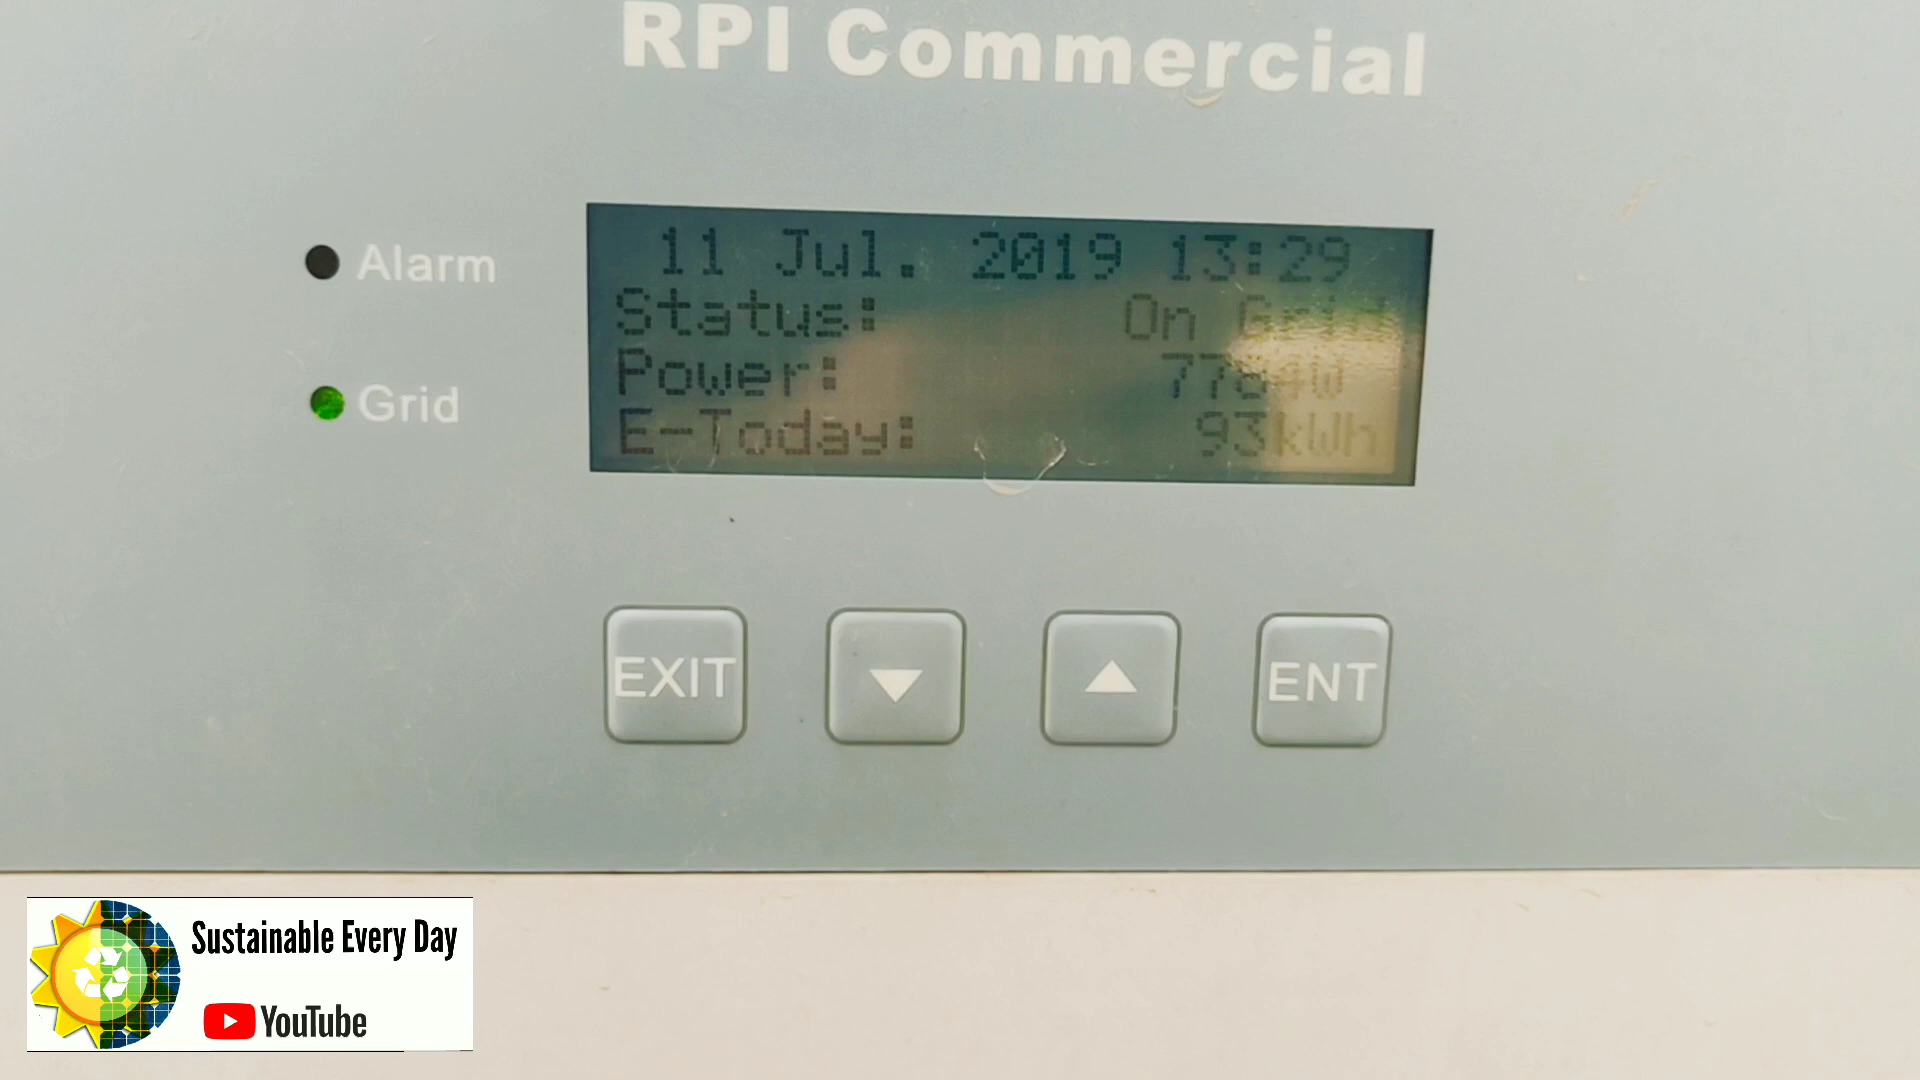 RPI Commercial
11 Jul. 2019 13:29
Alarm
Status: On Grid
Power:
Grid
E-Today: 93kWh
EXIT
ENT
Sustainable Every Day
YouTube